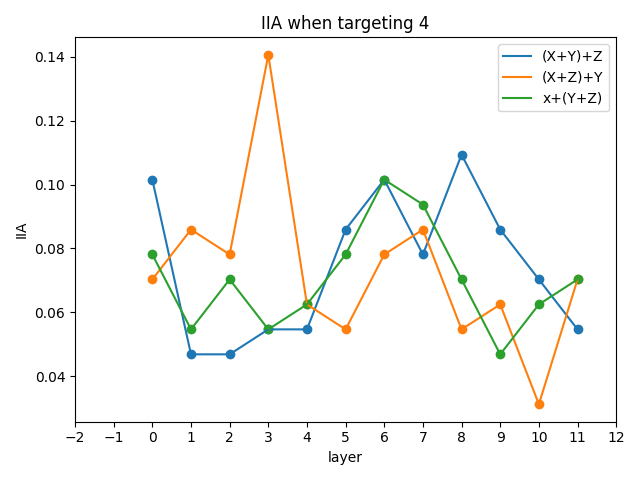 IIA when targeting 4
(X+Y)+Z
(X+Z)+Y
x+(Y+Z)
IIA
0.14
0.12
0.10
0.08
0.06
0.04
−2 −1 0 1 2 3 4 5 6 7 8 9 10 11 12
layer